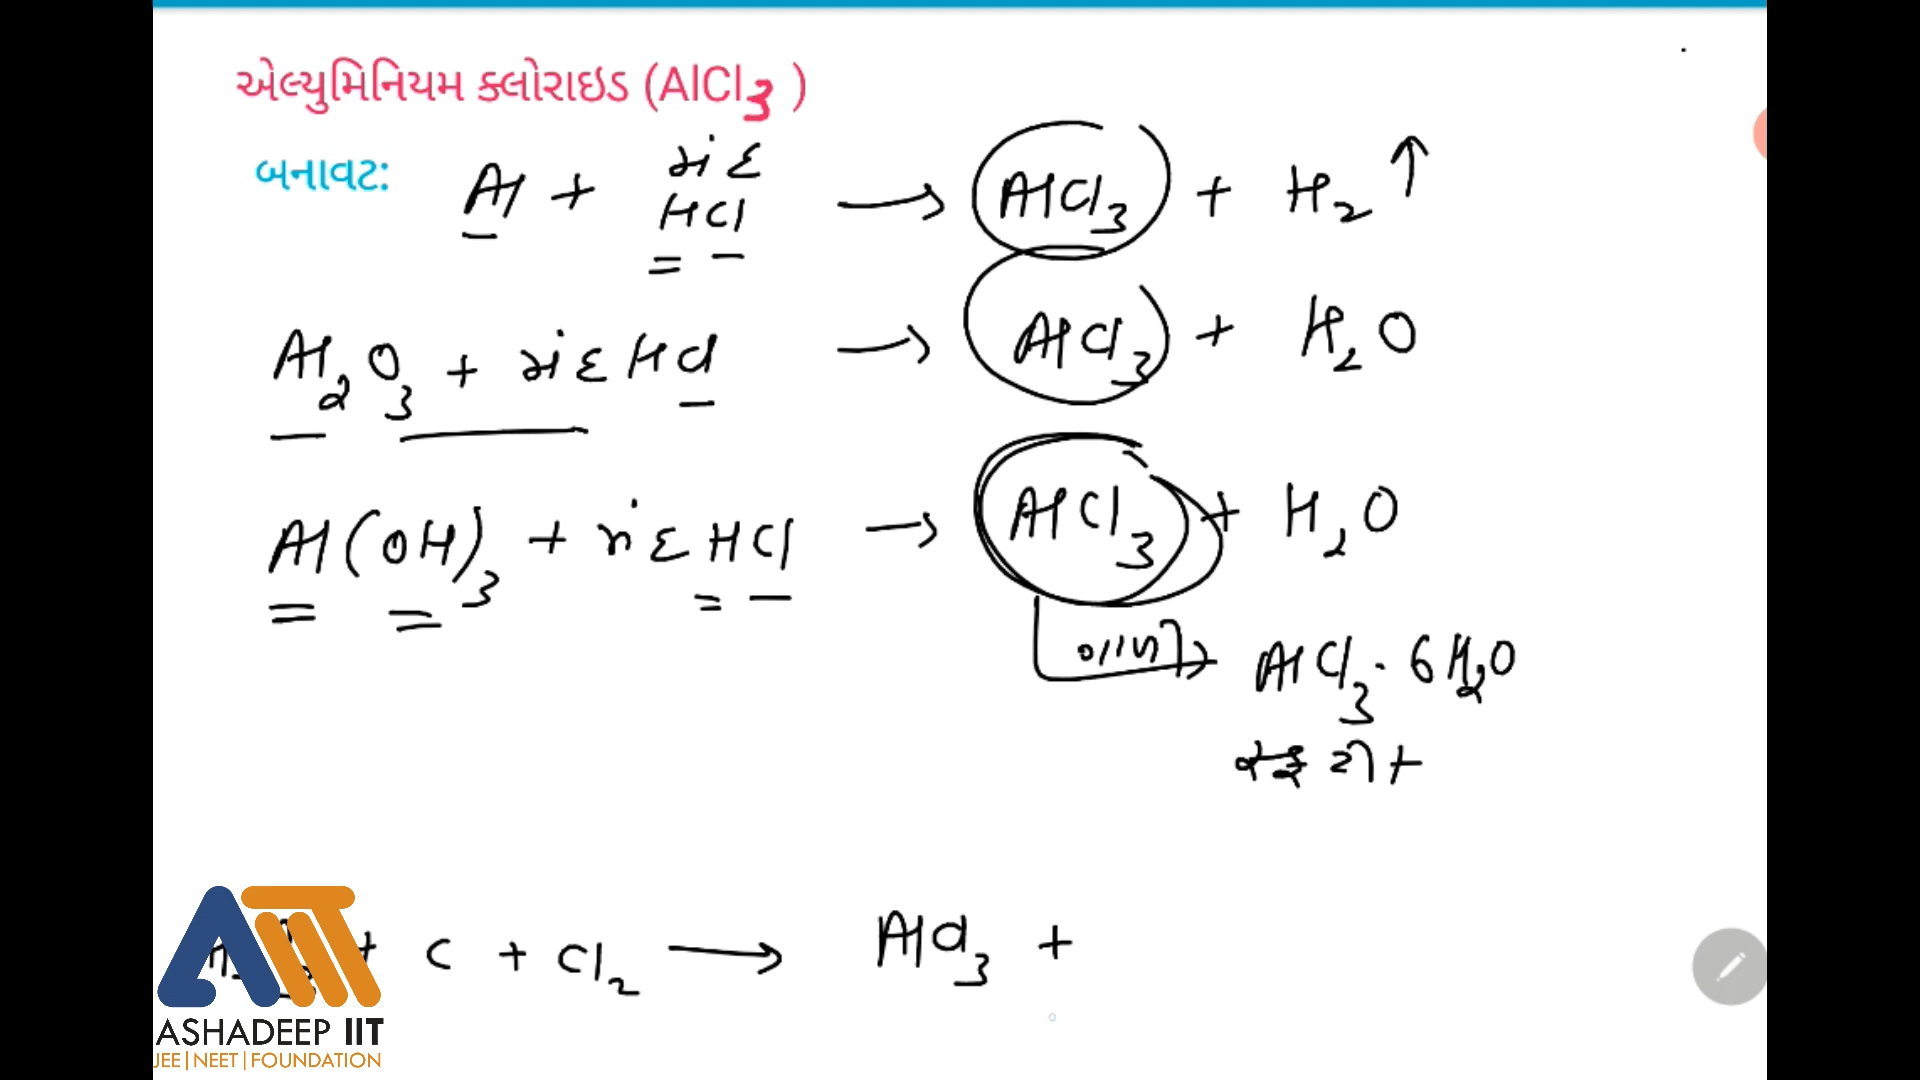 એલ્યુમિનિયમ ક્લોરાઇડ (AlCl3)
બનાવટ: Al + મંદ HCl → AlCl3 + H2 ↑
Al2O3 + મંદ HCl → AlCl3 + H2O
Al(OH)3 + મંદ HCl → AlCl3 + H2O
AlCl3 · 6H2O
+ C + Cl2 → AlCl3 +
ASHADEEP IIT
JEE | NEET | FOUNDATION